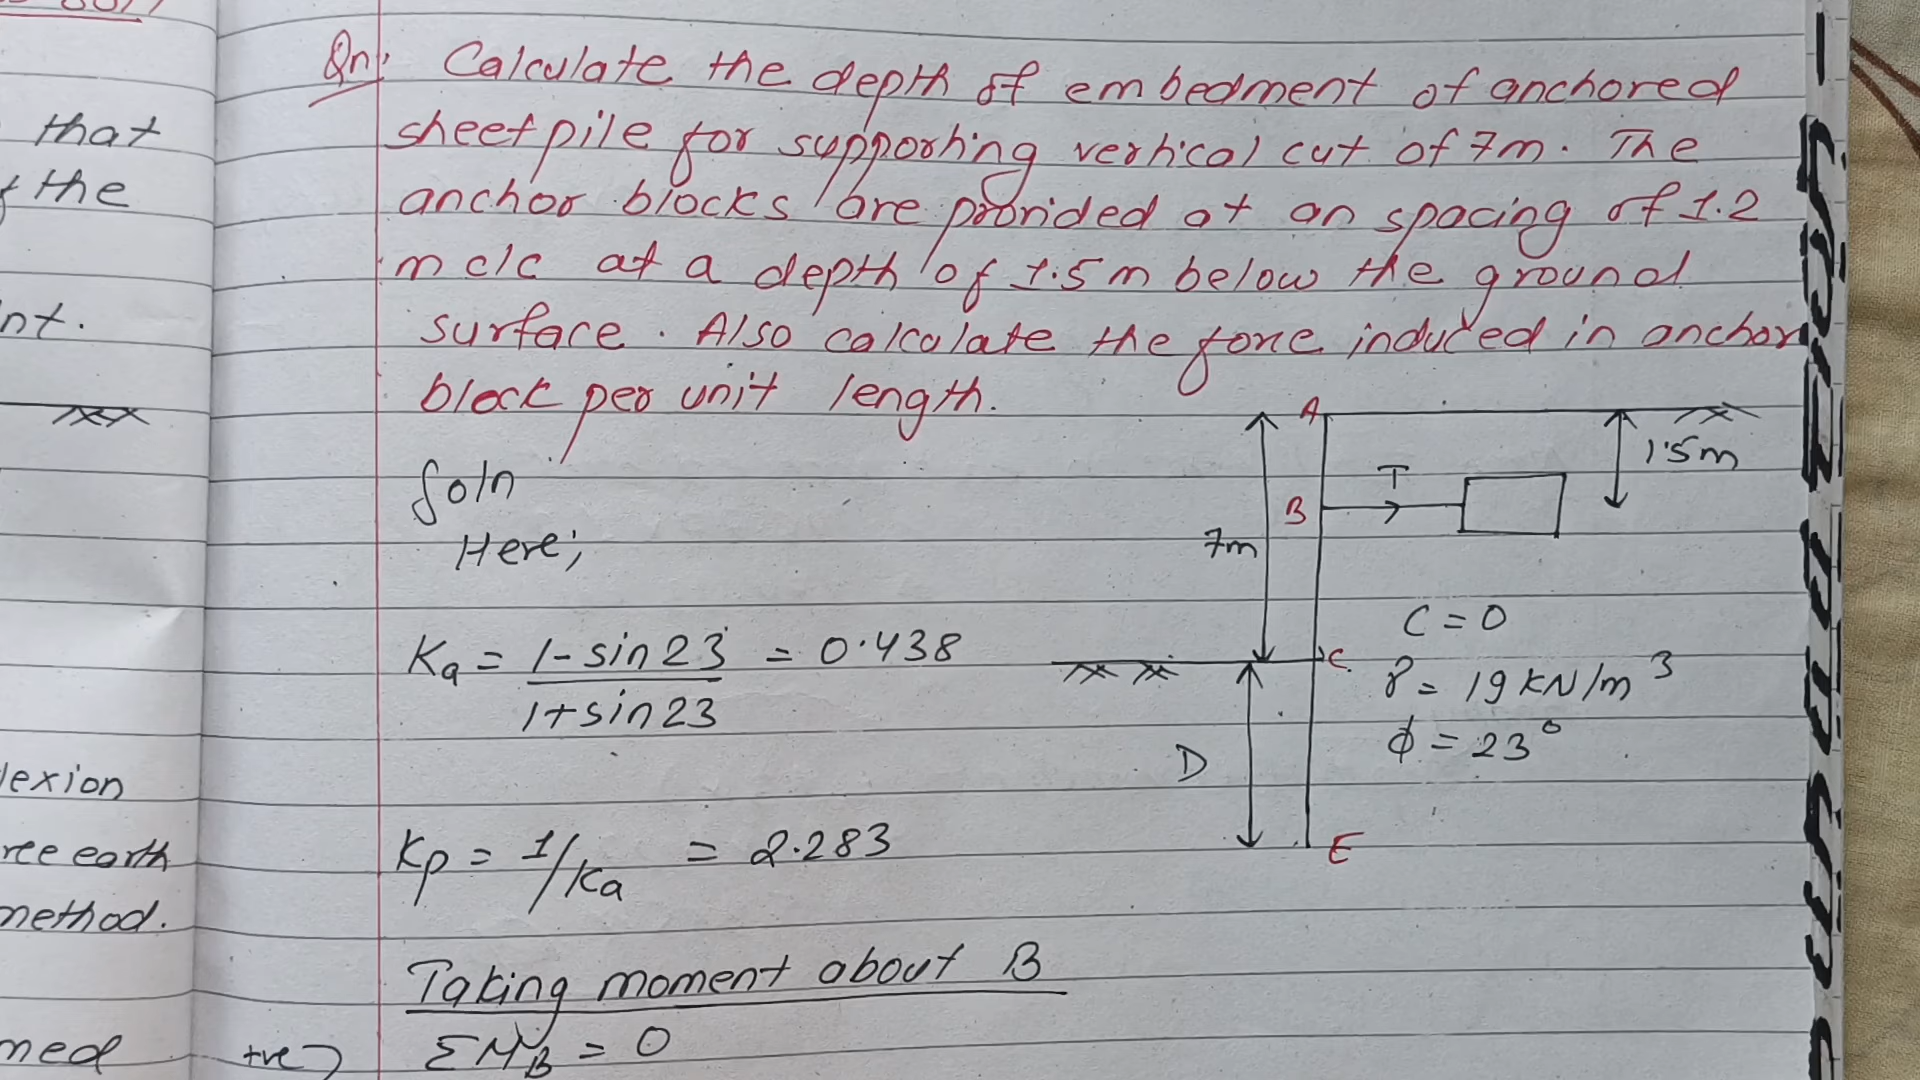 that
the
nt.
lexion
ree earth
method.
med
Qn: Calculate the depth of embedment of anchored
sheetpile for supporting vertical cut of 7m. The
anchor blocks are provided at an spacing of 1.2
m c/c at a depth of 1.5m below the ground
surface. Also calculate the force induced in anchor
block per unit length.
Soln
Here;
A
1.5m
T
B
7m
C = 0
C
γ = 19 KN/m³
φ = 23°
D
E
Ka = 1-sin23 / 1+sin23 = 0.438
Kp = 1/Ka = 2.283
Taking moment about B
+ve ΣMB = 0